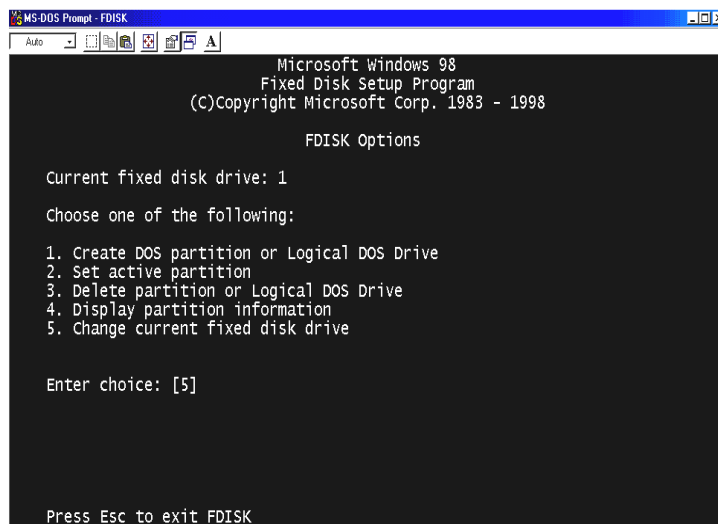 MS-DOS Prompt - FDISK
Auto
A
Microsoft Windows 98
Fixed Disk Setup Program
(C)Copyright Microsoft Corp. 1983 - 1998
FDISK Options
Current fixed disk drive: 1
Choose one of the following:
1. Create DOS partition or Logical DOS Drive
2. Set active partition
3. Delete partition or Logical DOS Drive
4. Display partition information
5. Change current fixed disk drive
Enter choice: [5]
Press Esc to exit FDISK